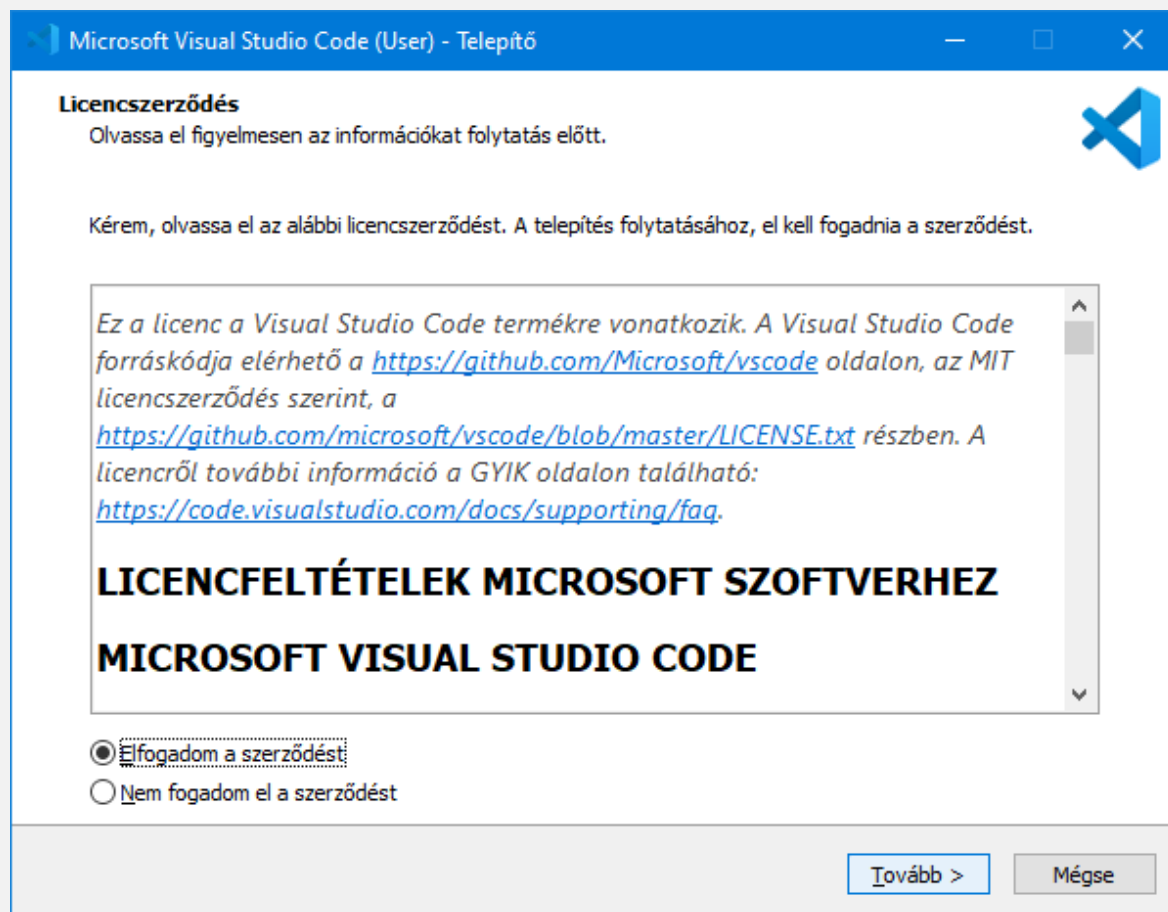 Microsoft Visual Studio Code (User) - Telepítő
Licencszerződés
Olvassa el figyelmesen az információkat folytatás előtt.
Kérem, olvassa el az alábbi licencszerződést. A telepítés folytatásához, el kell fogadnia a szerződést.
Ez a licenc a Visual Studio Code termékre vonatkozik. A Visual Studio Code
forráskódja elérhető a https://github.com/Microsoft/vscode oldalon, az MIT
licencszerződés szerint, a
https://github.com/microsoft/vscode/blob/master/LICENSE.txt részben. A
licencről további információ a GYIK oldalon található:
https://code.visualstudio.com/docs/supporting/faq.
LICENCFELTÉTELEK MICROSOFT SZOFTVERHEZ
MICROSOFT VISUAL STUDIO CODE
Elfogadom a szerződést
Nem fogadom el a szerződést
Tovább >
Mégse